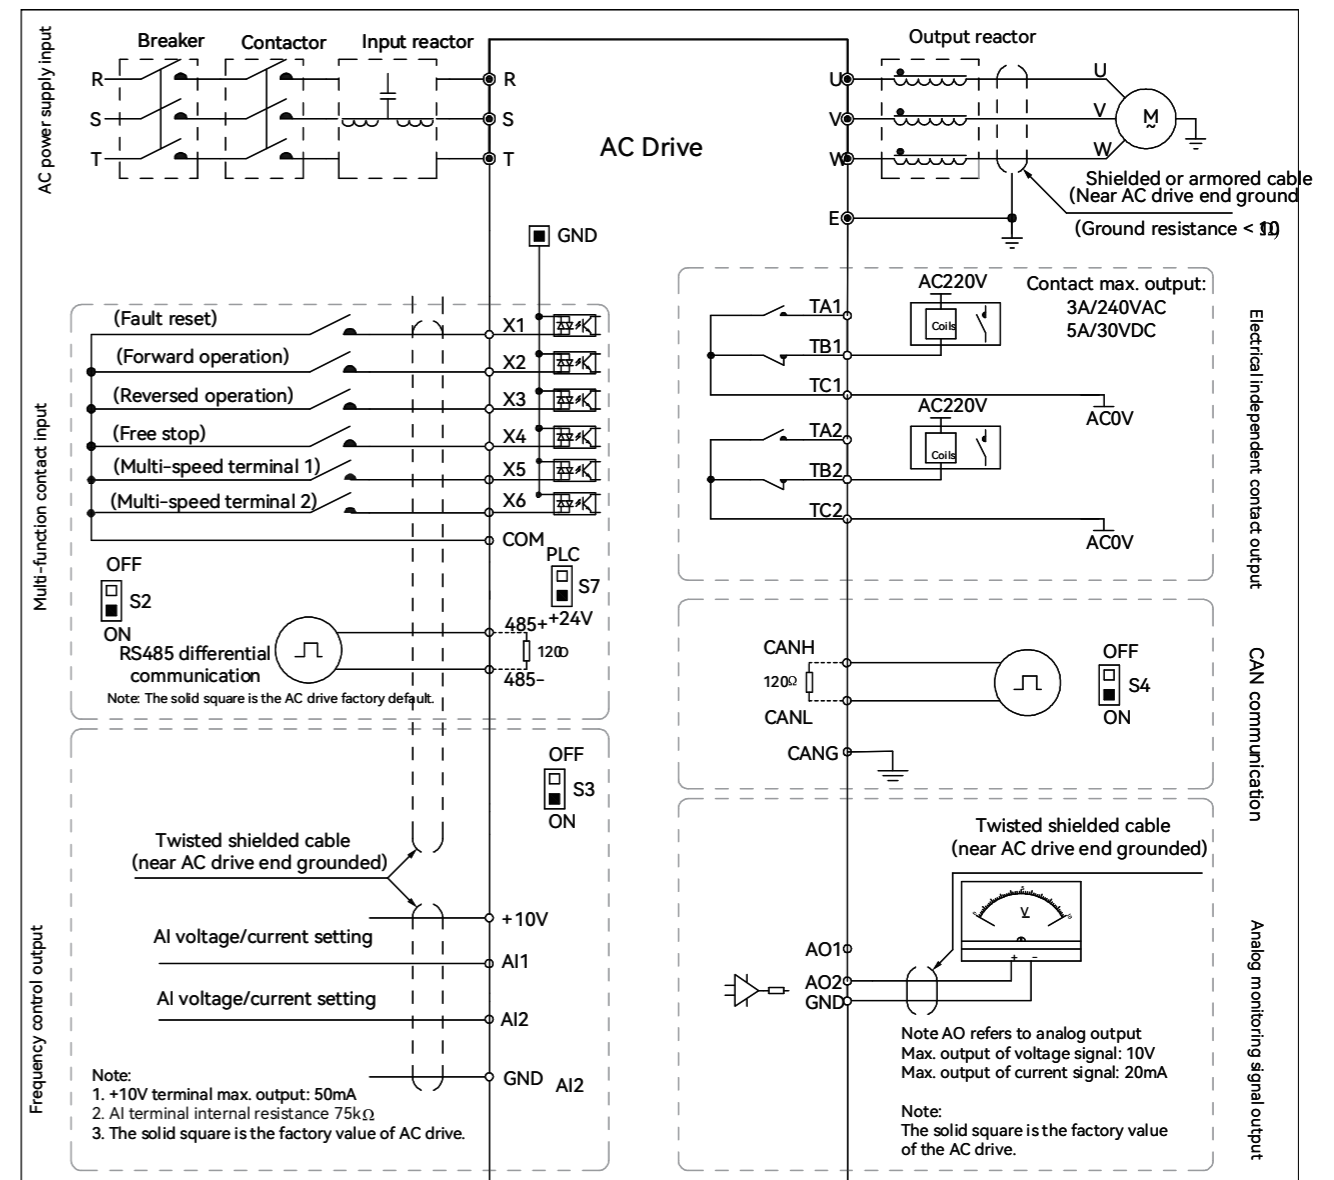 AC power supply input
Breaker
Contactor
Input reactor
R
S
T
R
S
T
AC Drive
U
V
W
Output reactor
U
V
W
M
~
E
Shielded or armored cable
(Near AC drive end ground
(Ground resistance <
GND
Multi-function contact input
(Fault reset)
X1
(Forward operation)
X2
(Reversed operation)
X3
(Free stop)
X4
(Multi-speed terminal 1)
X5
(Multi-speed terminal 2)
X6
COM
OFF
S2
ON
PLC
S7
+24V
RS485 differential
communication
485+
120Ω
485-
Note: The solid square is the AC drive factory default.
Electrical independent contact output
TA1
TB1
TC1
AC220V
Coils
Contact max. output:
3A/240VAC
5A/30VDC
AC0V
TA2
TB2
TC2
AC220V
Coils
AC0V
CAN communication
CANH
120Ω
CANL
CANG
OFF
S4
ON
Frequency control output
OFF
S3
ON
Twisted shielded cable
(near AC drive end grounded)
+10V
AI voltage/current setting
AI1
AI voltage/current setting
AI2
GND
AI2
Note:
1. +10V terminal max. output: 50mA
2. AI terminal internal resistance 75kΩ
3. The solid square is the factory value of AC drive.
Analog monitoring signal output
Twisted shielded cable
(near AC drive end grounded)
V
+ −
AO1
AO2
GND
Note AO refers to analog output
Max. output of voltage signal: 10V
Max. output of current signal: 20mA
Note:
The solid square is the factory value
of the AC drive.